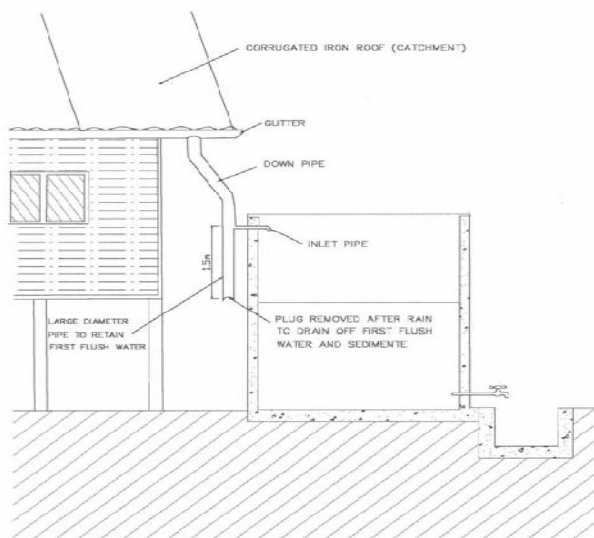 CORRUGATED IRON ROOF (CATCHMENT)
GUTTER
DOWN PIPE
INLET PIPE
1.5m
LARGE DIAMETER
PIPE TO RETAIN
FIRST FLUSH WATER
PLUG REMOVED AFTER RAIN
TO DRAIN OFF FIRST FLUSH
WATER AND SEDIMENTE